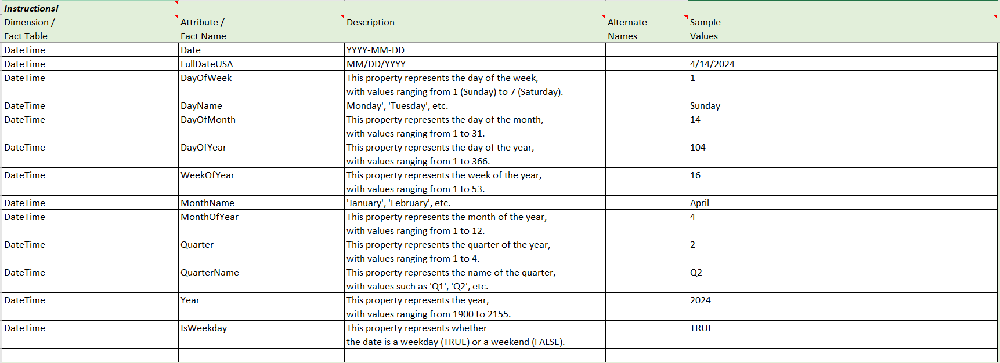 Instructions!
Dimension / Attribute / Description Alternate Sample
Fact Table Fact Name Names Values
DateTime Date YYYY-MM-DD
DateTime FullDateUSA MM/DD/YYYY 4/14/2024
DateTime DayOfWeek This property represents the day of the week, 1
with values ranging from 1 (Sunday) to 7 (Saturday).
DateTime DayName Monday', 'Tuesday', etc. Sunday
DateTime DayOfMonth This property represents the day of the month, 14
with values ranging from 1 to 31.
DateTime DayOfYear This property represents the day of the year, 104
with values ranging from 1 to 366.
DateTime WeekOfYear This property represents the week of the year, 16
with values ranging from 1 to 53.
DateTime MonthName 'January', 'February', etc. April
DateTime MonthOfYear This property represents the month of the year, 4
with values ranging from 1 to 12.
DateTime Quarter This property represents the quarter of the year, 2
with values ranging from 1 to 4.
DateTime QuarterName This property represents the name of the quarter, Q2
with values such as 'Q1', 'Q2', etc.
DateTime Year This property represents the year, 2024
with values ranging from 1900 to 2155.
DateTime IsWeekday This property represents whether TRUE
the date is a weekday (TRUE) or a weekend (FALSE).